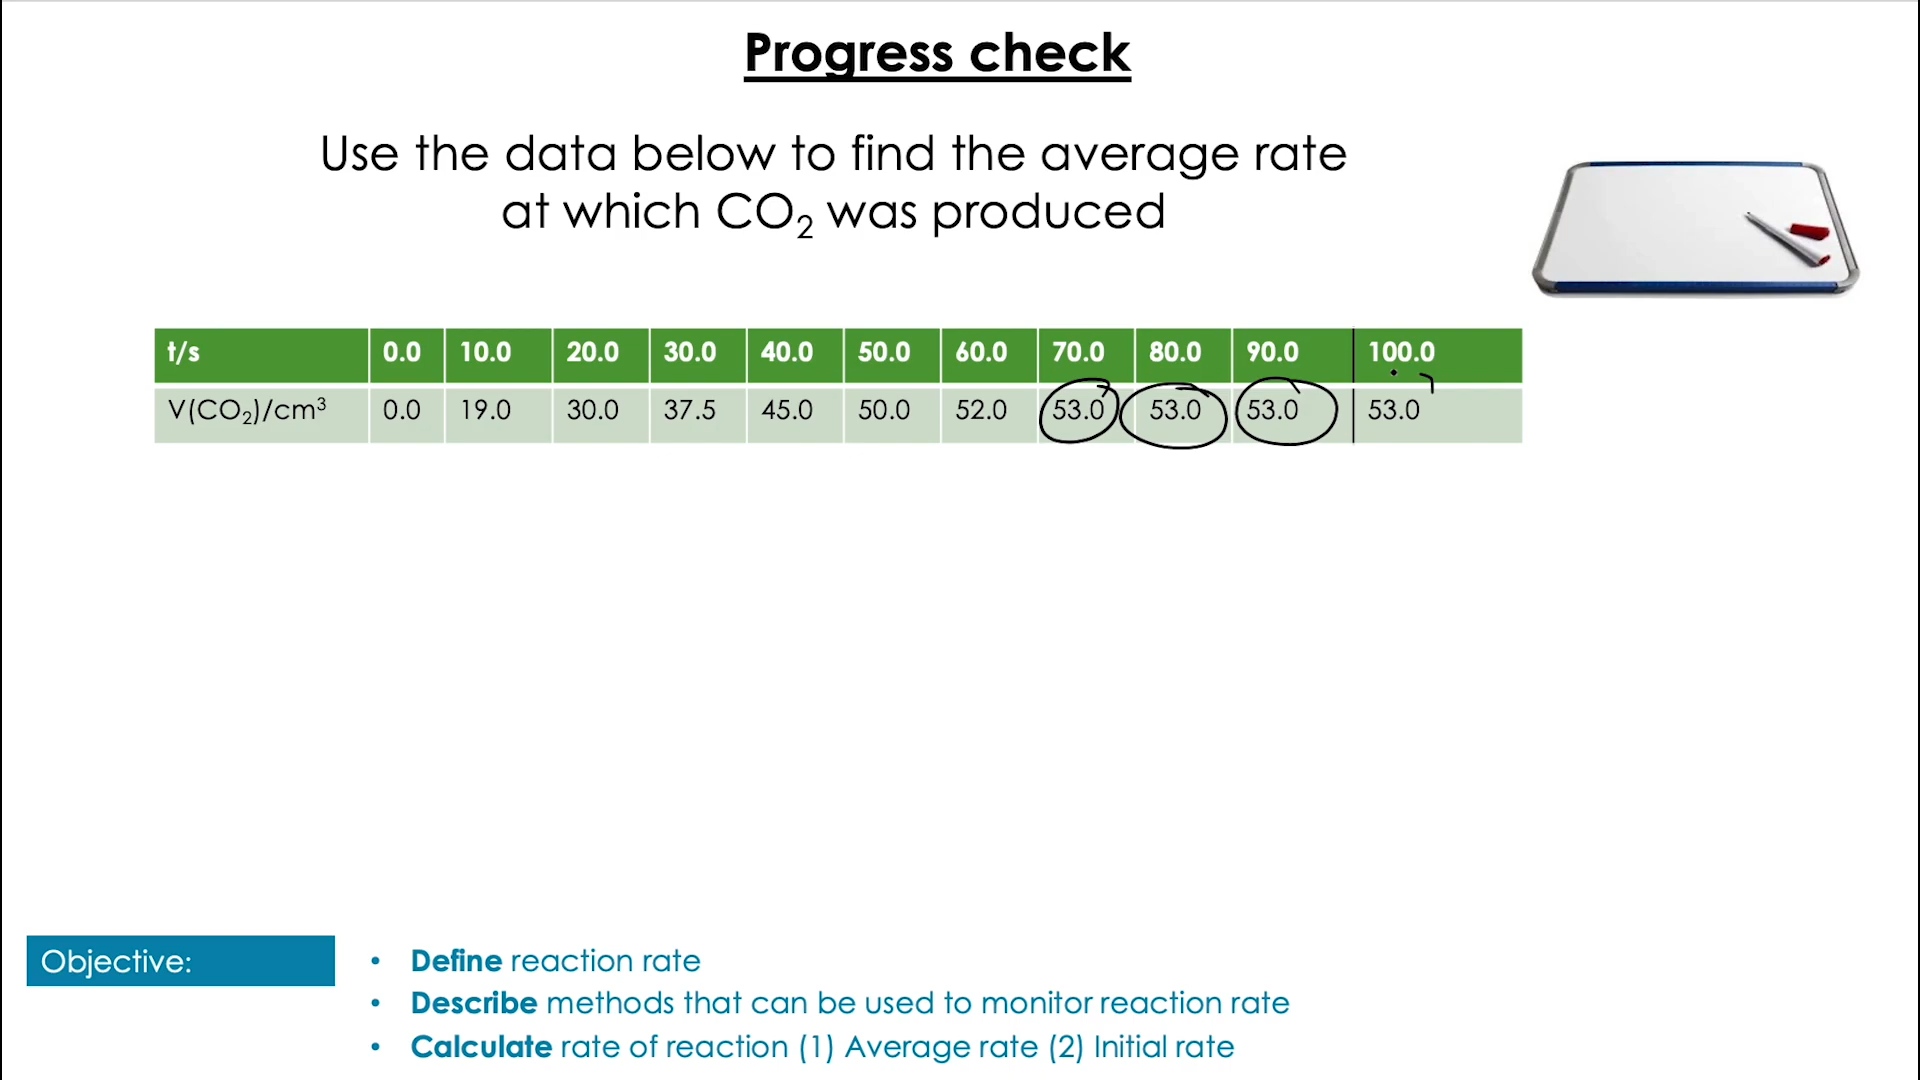 Progress check
Use the data below to find the average rate
at which CO₂ was produced
t/s 0.0 10.0 20.0 30.0 40.0 50.0 60.0 70.0 80.0 90.0 100.0
V(CO₂)/cm³ 0.0 19.0 30.0 37.5 45.0 50.0 52.0 53.0 53.0 53.0 53.0
Objective:
• Define reaction rate
• Describe methods that can be used to monitor reaction rate
• Calculate rate of reaction (1) Average rate (2) Initial rate